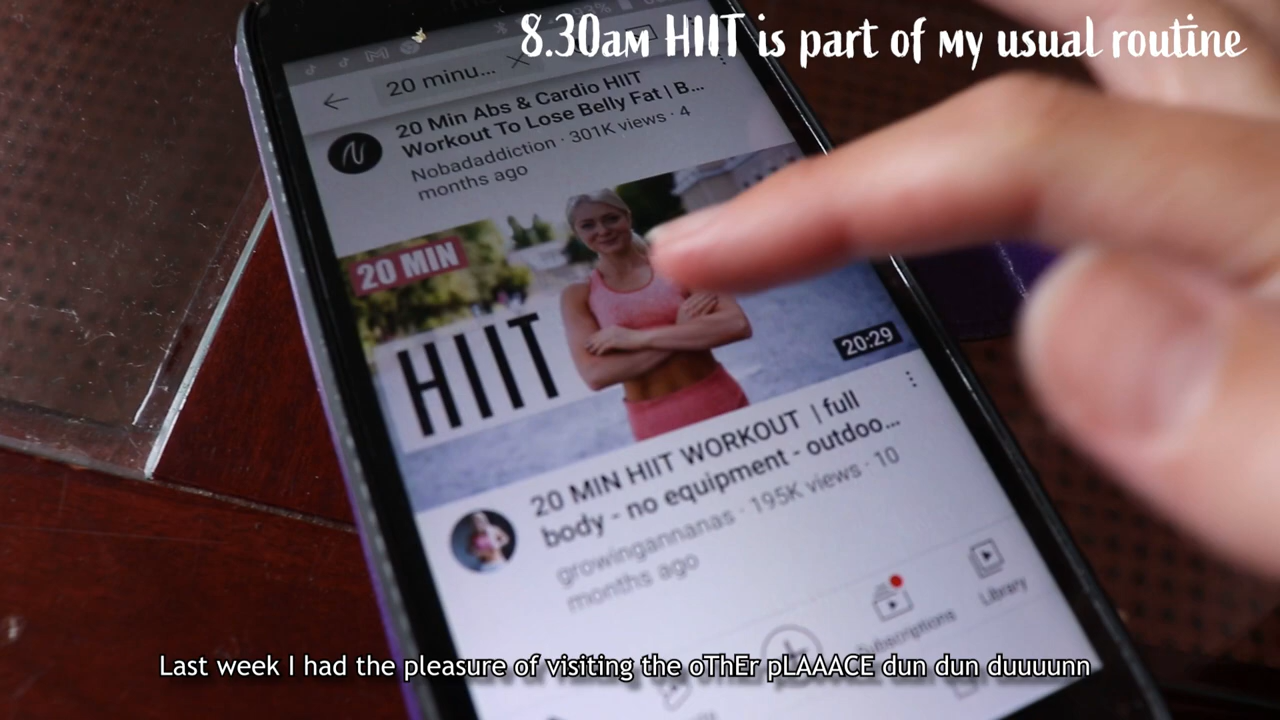 8.30am HIIT is part of my usual routine
20 minu...
20 Min Abs & Cardio HIIT
Workout To Lose Belly Fat | B...
Nobadaddiction · 301K views · 4
months ago
20 MIN
HIIT
20:29
20 MIN HIIT WORKOUT | full
body - no equipment - outdoo...
growingannanas · 195K views · 10
months ago
Subscriptions
Library
Last week I had the pleasure of visiting the oThEr pLAAACE dun dun duuuunn